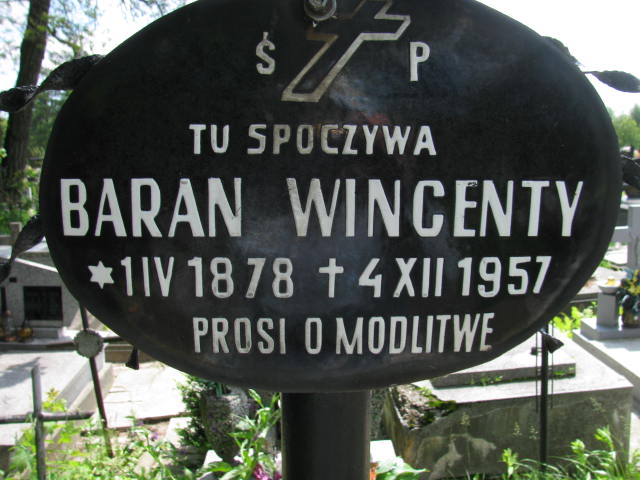 Ś P
TU SPOCZYWA
BARAN WINCENTY
* 1 IV 1878 † 4 XII 1957
PROSI O MODLITWĘ